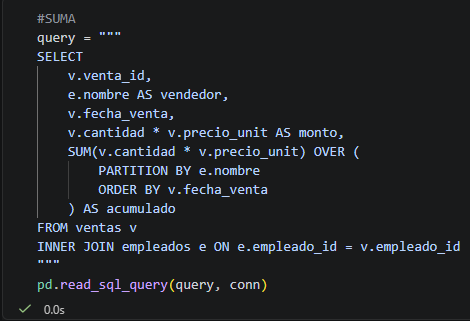 #SUMA
query = """
SELECT
    v.venta_id,
    e.nombre AS vendedor,
    v.fecha_venta,
    v.cantidad * v.precio_unit AS monto,
    SUM(v.cantidad * v.precio_unit) OVER (
        PARTITION BY e.nombre
        ORDER BY v.fecha_venta
    ) AS acumulado
FROM ventas v
INNER JOIN empleados e ON e.empleado_id = v.empleado_id
"""
pd.read_sql_query(query, conn)
0.0s